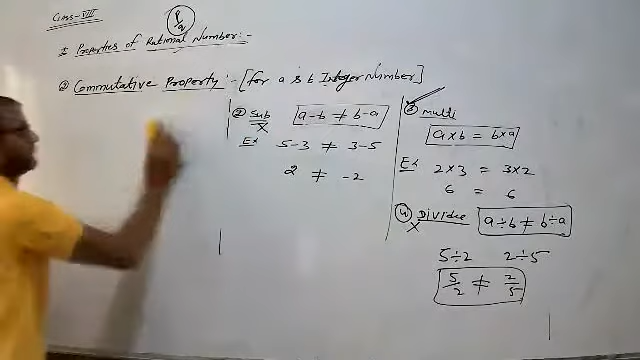 Class-VIII
P/q
# Properties of Rational Number:-
② Commutative Property:- [for a & b Integer Number]
② Sub
×
a-b ≠ b-a
Ex 5-3 ≠ 3-5
2 ≠ -2
③ multi
a×b = b×a
Ex 2×3 = 3×2
6 = 6
④ Divide
×
a÷b ≠ b÷a
5÷2 2÷5
5/2 ≠ 2/5